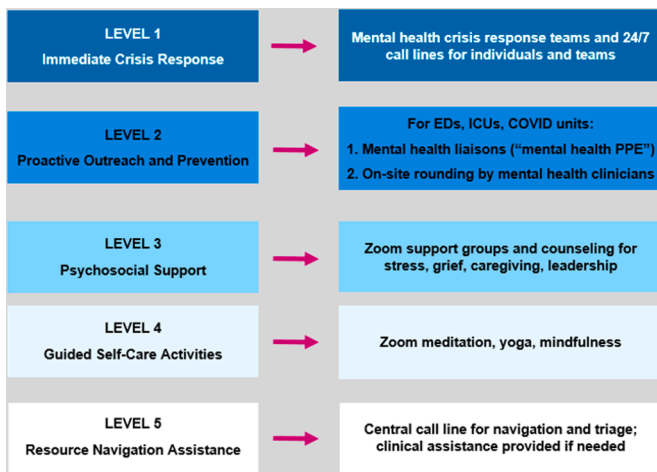 LEVEL 1
Immediate Crisis Response
Mental health crisis response teams and 24/7
call lines for individuals and teams
LEVEL 2
Proactive Outreach and Prevention
For EDs, ICUs, COVID units:
1. Mental health liaisons (“mental health PPE”)
2. On-site rounding by mental health clinicians
LEVEL 3
Psychosocial Support
Zoom support groups and counseling for
stress, grief, caregiving, leadership
LEVEL 4
Guided Self-Care Activities
Zoom meditation, yoga, mindfulness
LEVEL 5
Resource Navigation Assistance
Central call line for navigation and triage;
clinical assistance provided if needed